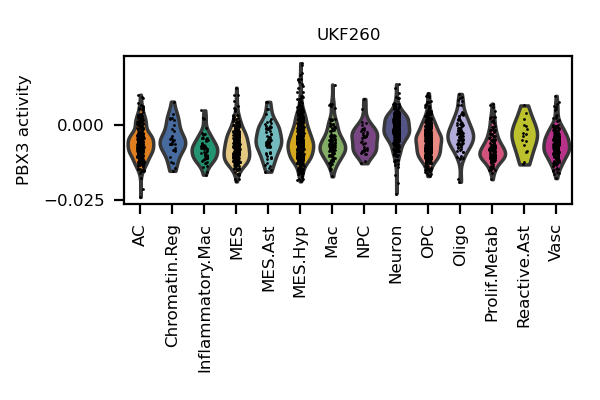 UKF260
PBX3 activity
0.000
−0.025
AC
Chromatin.Reg
Inflammatory.Mac
MES
MES.Ast
MES.Hyp
Mac
NPC
Neuron
OPC
Oligo
Prolif.Metab
Reactive.Ast
Vasc